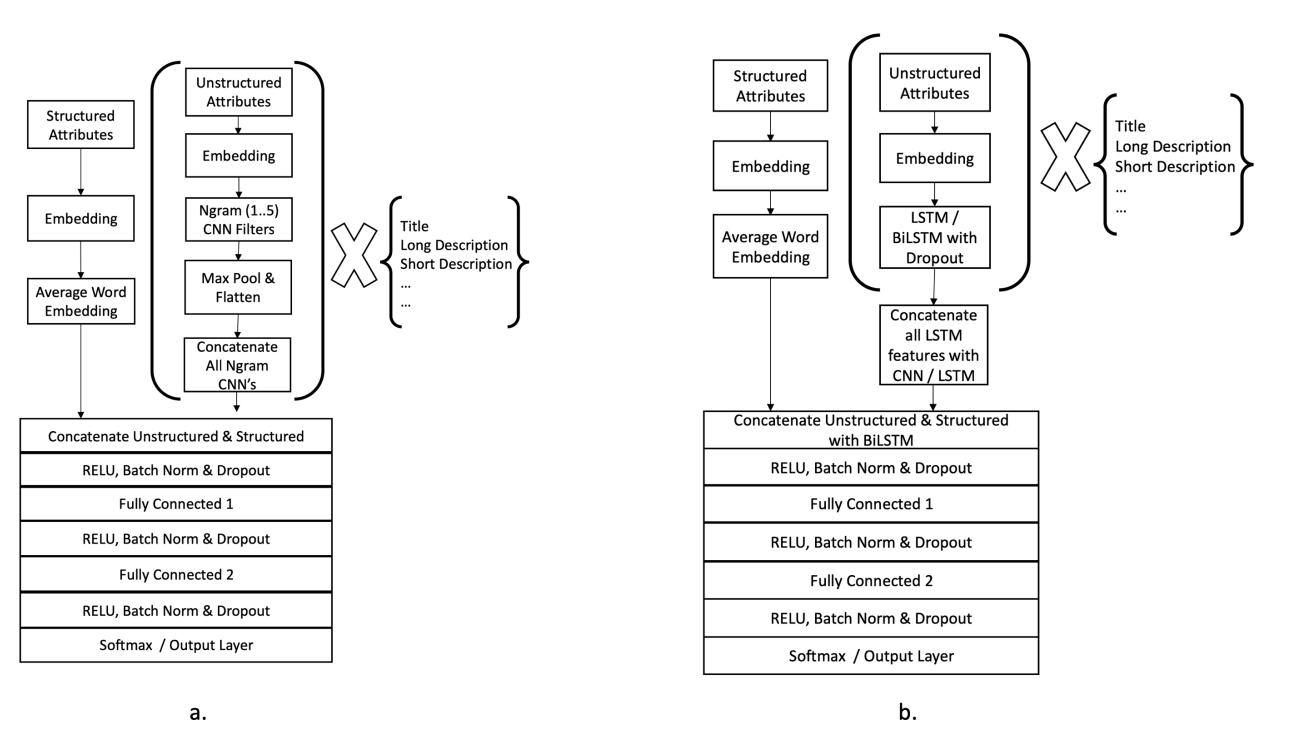 Structured
Attributes
Embedding
Average Word
Embedding
Unstructured
Attributes
Embedding
Ngram (1..5)
CNN Filters
Max Pool &
Flatten
Concatenate
All Ngram
CNN's
Title
Long Description
Short Description
...
...
Concatenate Unstructured & Structured
RELU, Batch Norm & Dropout
Fully Connected 1
RELU, Batch Norm & Dropout
Fully Connected 2
RELU, Batch Norm & Dropout
Softmax / Output Layer
a.
Structured
Attributes
Embedding
Average Word
Embedding
Unstructured
Attributes
Embedding
LSTM /
BiLSTM with
Dropout
Concatenate
all LSTM
features with
CNN / LSTM
Title
Long Description
Short Description
...
...
Concatenate Unstructured & Structured
with BiLSTM
RELU, Batch Norm & Dropout
Fully Connected 1
RELU, Batch Norm & Dropout
Fully Connected 2
RELU, Batch Norm & Dropout
Softmax / Output Layer
b.